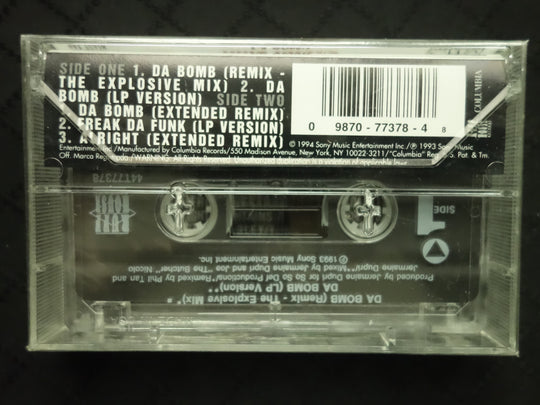 SIDE ONE 1. DA BOMB (REMIX -
THE EXPLOSIVE MIX) 2. DA
BOMB (LP VERSION) SIDE TWO
DA BOMB (EXTENDED REMIX)
2. FREAK DA FUNK (LP VERSION)
3. A RIGHT (EXTENDED REMIX)
0 9870-77378-4 8
COLUMBIA
© 1994 Sony Music Entertainment Inc./℗ 1993 Sony Music
Entertainment Inc./Manufactured by Columbia Records/550 Madison Avenue, New York, NY 10022-3211/"Columbia" Reg. U.S. Pat. & Tm.
Off. Marca Registrada./WARNING: All Rights Reserved.
of applicable laws
44T77378
SIDE 1
DA BOMB (Remix - The Explosive Mix)*
DA BOMB (LP Version)**
Produced by Jermaine Dupri for So So Def Productions/*Remixed by Phil Tan and
Jermaine Dupri/**Mixed by Jermaine Dupri and Joe "The Butcher" Nicolo
℗ 1993 Sony Music Entertainment Inc.